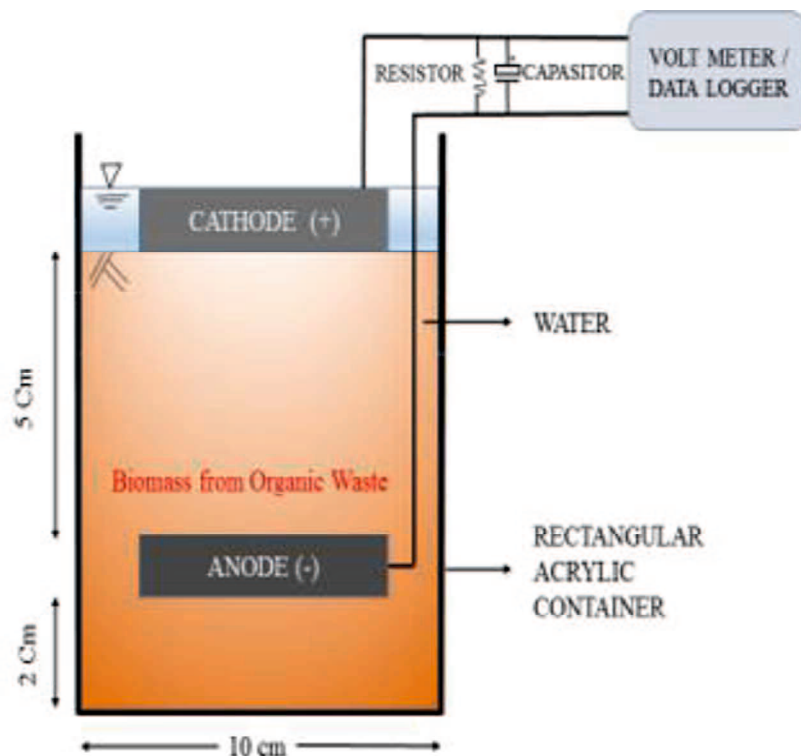 RESISTOR
CAPASITOR
VOLT METER /
DATA LOGGER
CATHODE (+)
WATER
5 Cm
Biomass from Organic Waste
ANODE (-)
RECTANGULAR
ACRYLIC
CONTAINER
2 Cm
10 cm